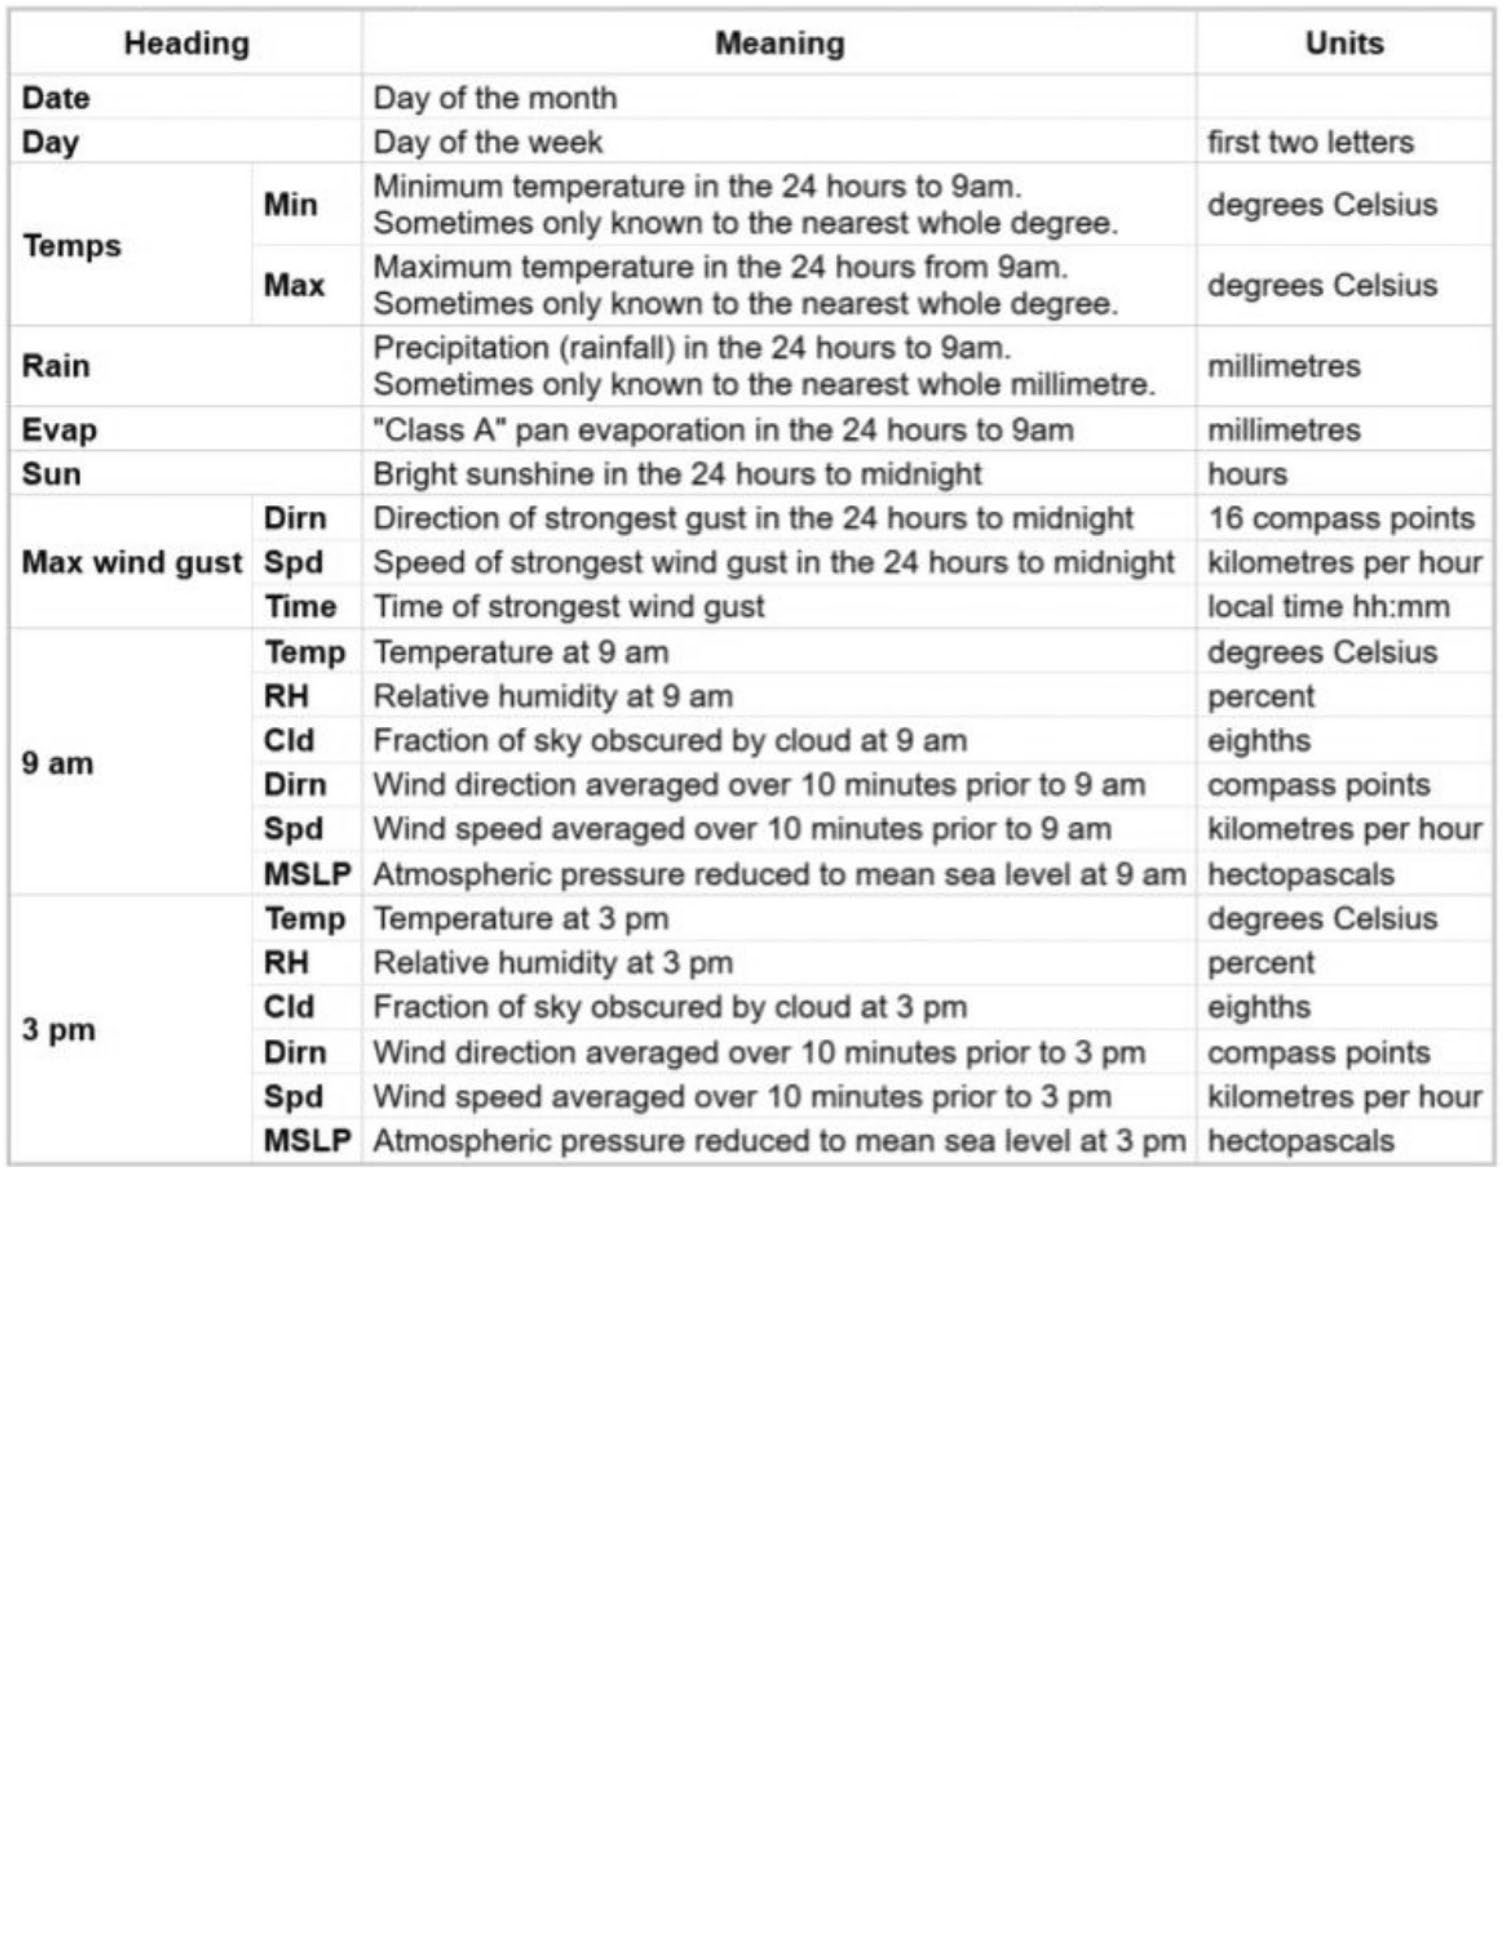 Heading Meaning Units
Date Day of the month
Day Day of the week first two letters
Temps
Min Minimum temperature in the 24 hours to 9am.
Sometimes only known to the nearest whole degree. degrees Celsius
Max Maximum temperature in the 24 hours from 9am.
Sometimes only known to the nearest whole degree. degrees Celsius
Rain Precipitation (rainfall) in the 24 hours to 9am.
Sometimes only known to the nearest whole millimetre. millimetres
Evap "Class A" pan evaporation in the 24 hours to 9am millimetres
Sun Bright sunshine in the 24 hours to midnight hours
Max wind gust
Dirn Direction of strongest gust in the 24 hours to midnight 16 compass points
Spd Speed of strongest wind gust in the 24 hours to midnight kilometres per hour
Time Time of strongest wind gust local time hh:mm
9 am
Temp Temperature at 9 am degrees Celsius
RH Relative humidity at 9 am percent
Cld Fraction of sky obscured by cloud at 9 am eighths
Dirn Wind direction averaged over 10 minutes prior to 9 am compass points
Spd Wind speed averaged over 10 minutes prior to 9 am kilometres per hour
MSLP Atmospheric pressure reduced to mean sea level at 9 am hectopascals
3 pm
Temp Temperature at 3 pm degrees Celsius
RH Relative humidity at 3 pm percent
Cld Fraction of sky obscured by cloud at 3 pm eighths
Dirn Wind direction averaged over 10 minutes prior to 3 pm compass points
Spd Wind speed averaged over 10 minutes prior to 3 pm kilometres per hour
MSLP Atmospheric pressure reduced to mean sea level at 3 pm hectopascals